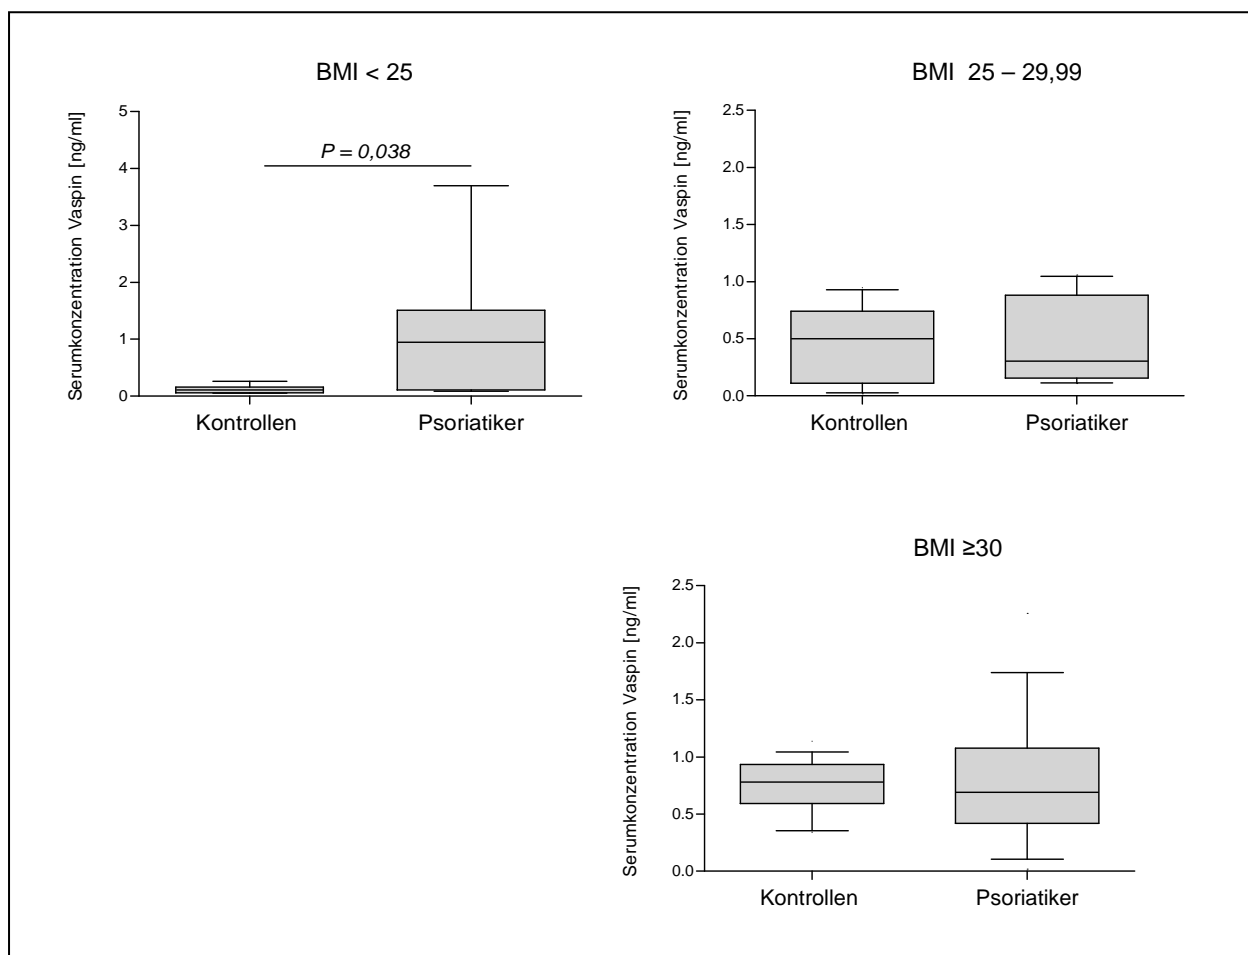 BMI < 25
Serumkonzentration Vaspin [ng/ml]
5
4
3
2
1
0
P = 0,038
Kontrollen Psoriatiker
BMI 25 – 29,99
Serumkonzentration Vaspin [ng/ml]
2.5
2.0
1.5
1.0
0.5
0.0
Kontrollen Psoriatiker
BMI ≥30
Serumkonzentration Vaspin [ng/ml]
2.5
2.0
1.5
1.0
0.5
0.0
Kontrollen Psoriatiker